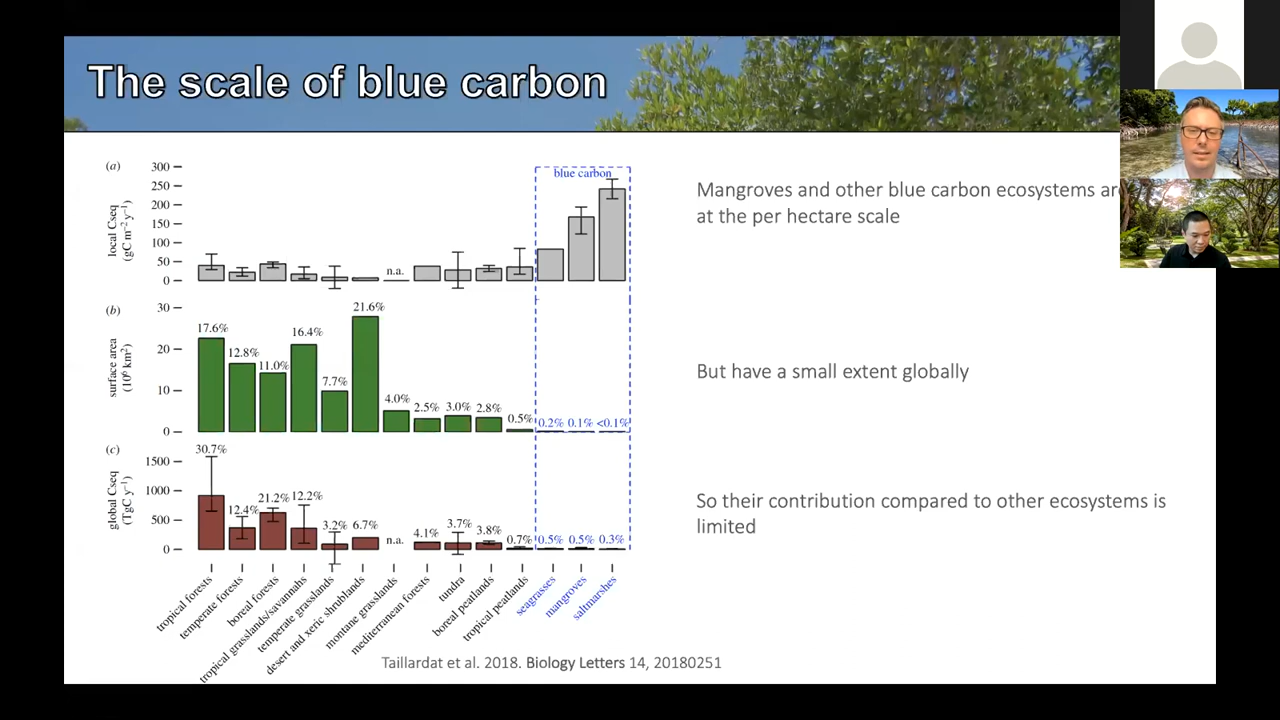 The scale of blue carbon
(a)
local Cseq
(gC m⁻² y⁻¹)
300
250
200
150
100
50
0
n.a.
blue carbon
Mangroves and other blue carbon ecosystems are
at the per hectare scale
(b)
surface area
(10⁶ km²)
30
20
10
0
17.6%
12.8%
11.0%
16.4%
7.7%
21.6%
4.0%
2.5%
3.0%
2.8%
0.5%
0.2%
0.1%
<0.1%
But have a small extent globally
(c)
global Cseq
(TgC y⁻¹)
1500
1000
500
0
30.7%
12.4%
21.2%
12.2%
3.2%
6.7%
n.a.
4.1%
3.7%
3.8%
0.7%
0.5%
0.5%
0.3%
So their contribution compared to other ecosystems is
limited
tropical forests
temperate forests
boreal forests
tropical grasslands/savannahs
temperate grasslands
desert and xeric shrublands
montane grasslands
mediterranean forests
tundra
boreal peatlands
tropical peatlands
seagrasses
mangroves
saltmarshes
Taillardat et al. 2018. Biology Letters 14, 20180251